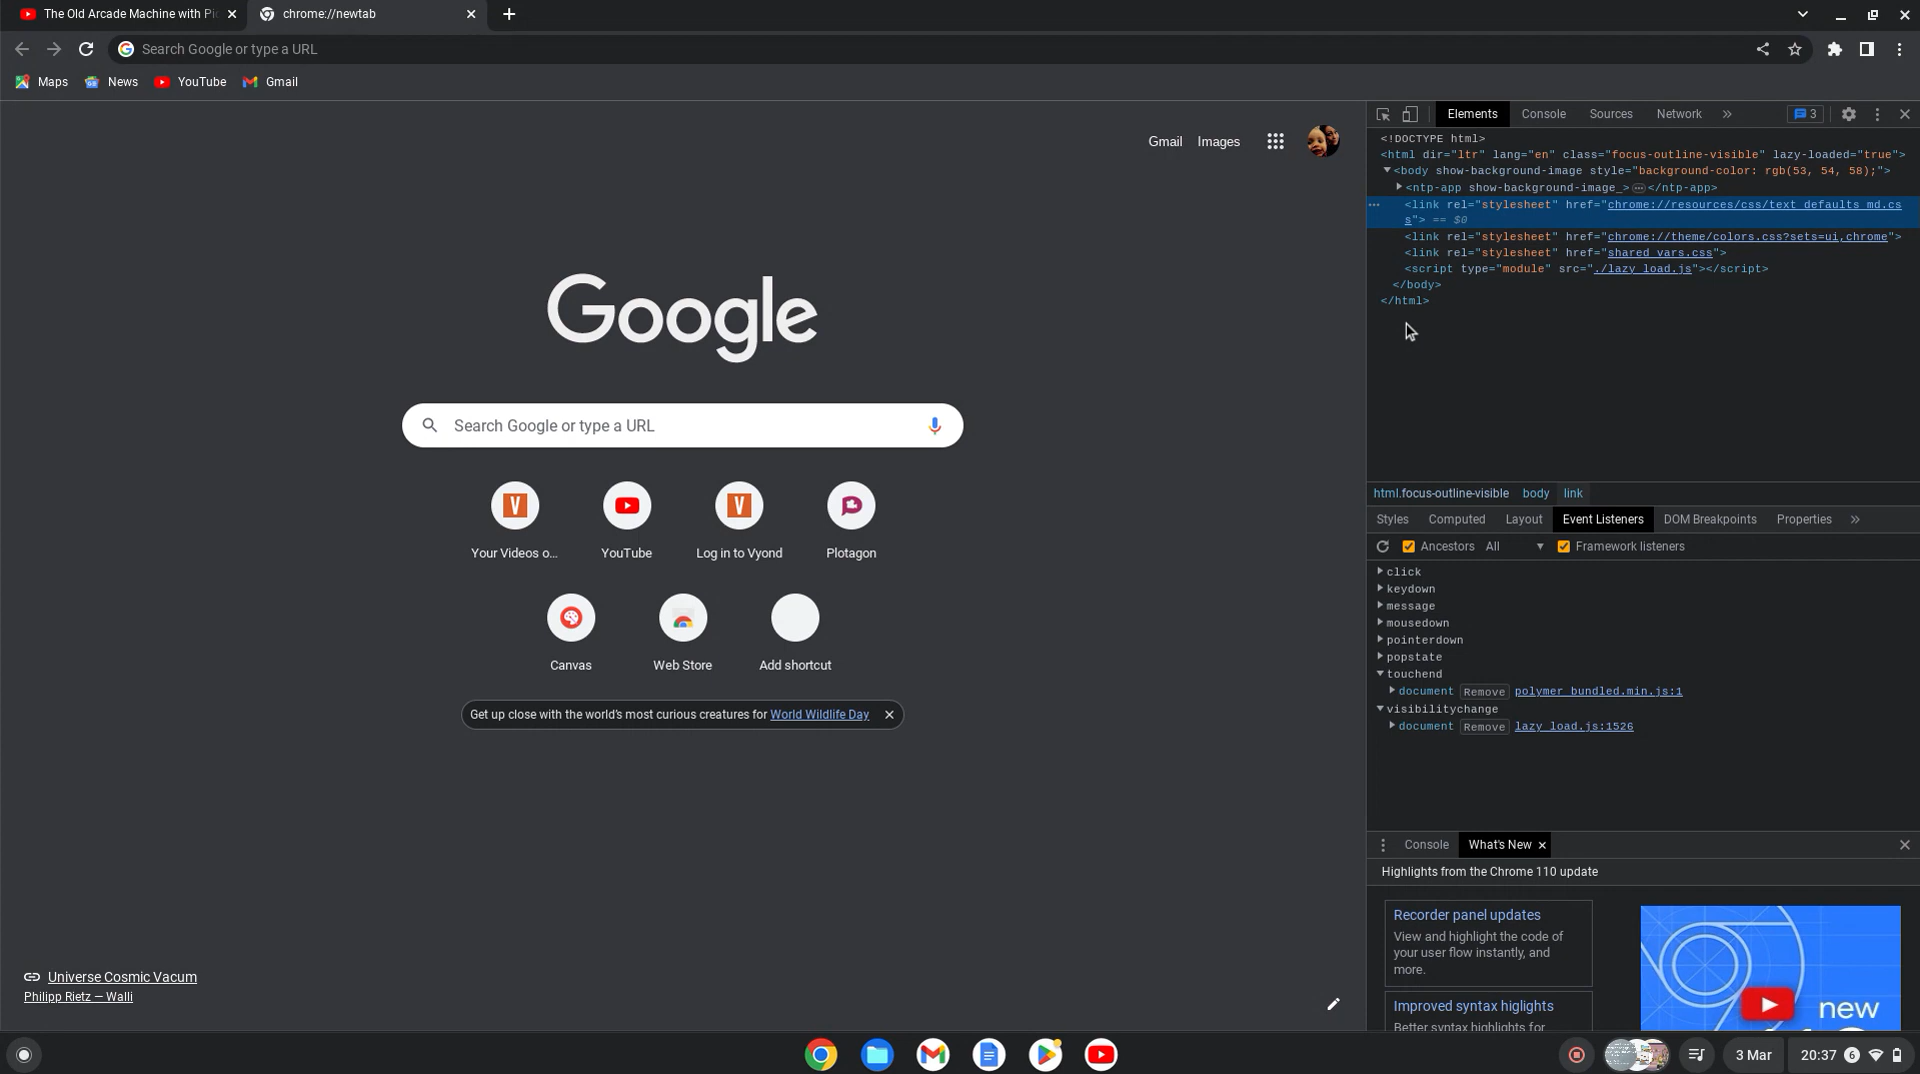 The Old Arcade Machine with Pi
chrome://newtab
Search Google or type a URL
Maps
News
YouTube
Gmail
Gmail
Images
Google
Search Google or type a URL
Your Videos o...
YouTube
Log in to Vyond
Plotagon
Canvas
Web Store
Add shortcut
Get up close with the world's most curious creatures for World Wildlife Day
Universe Cosmic Vacum
Philipp Rietz — Walli
Elements
Console
Sources
Network
3
<!DOCTYPE html>
<html dir="ltr" lang="en" class="focus-outline-visible" lazy-loaded="true">
<body show-background-image style="background-color: rgb(53, 54, 58);">
<ntp-app show-background-image_>…</ntp-app>
<link rel="stylesheet" href="chrome://resources/css/text_defaults_md.cs
s"> == $0
<link rel="stylesheet" href="chrome://theme/colors.css?sets=ui,chrome">
<link rel="stylesheet" href="shared_vars.css">
<script type="module" src="./lazy_load.js"></script>
</body>
</html>
html.focus-outline-visible
body
link
Styles
Computed
Layout
Event Listeners
DOM Breakpoints
Properties
Ancestors
All
Framework listeners
click
keydown
message
mousedown
pointerdown
popstate
touchend
document Remove polymer_bundled.min.js:1
visibilitychange
document Remove lazy_load.js:1526
Console
What's New
Highlights from the Chrome 110 update
Recorder panel updates
View and highlight the code of
your user flow instantly, and
more.
Improved syntax higlights
Better syntax highlights for
new
3 Mar
20:37
6